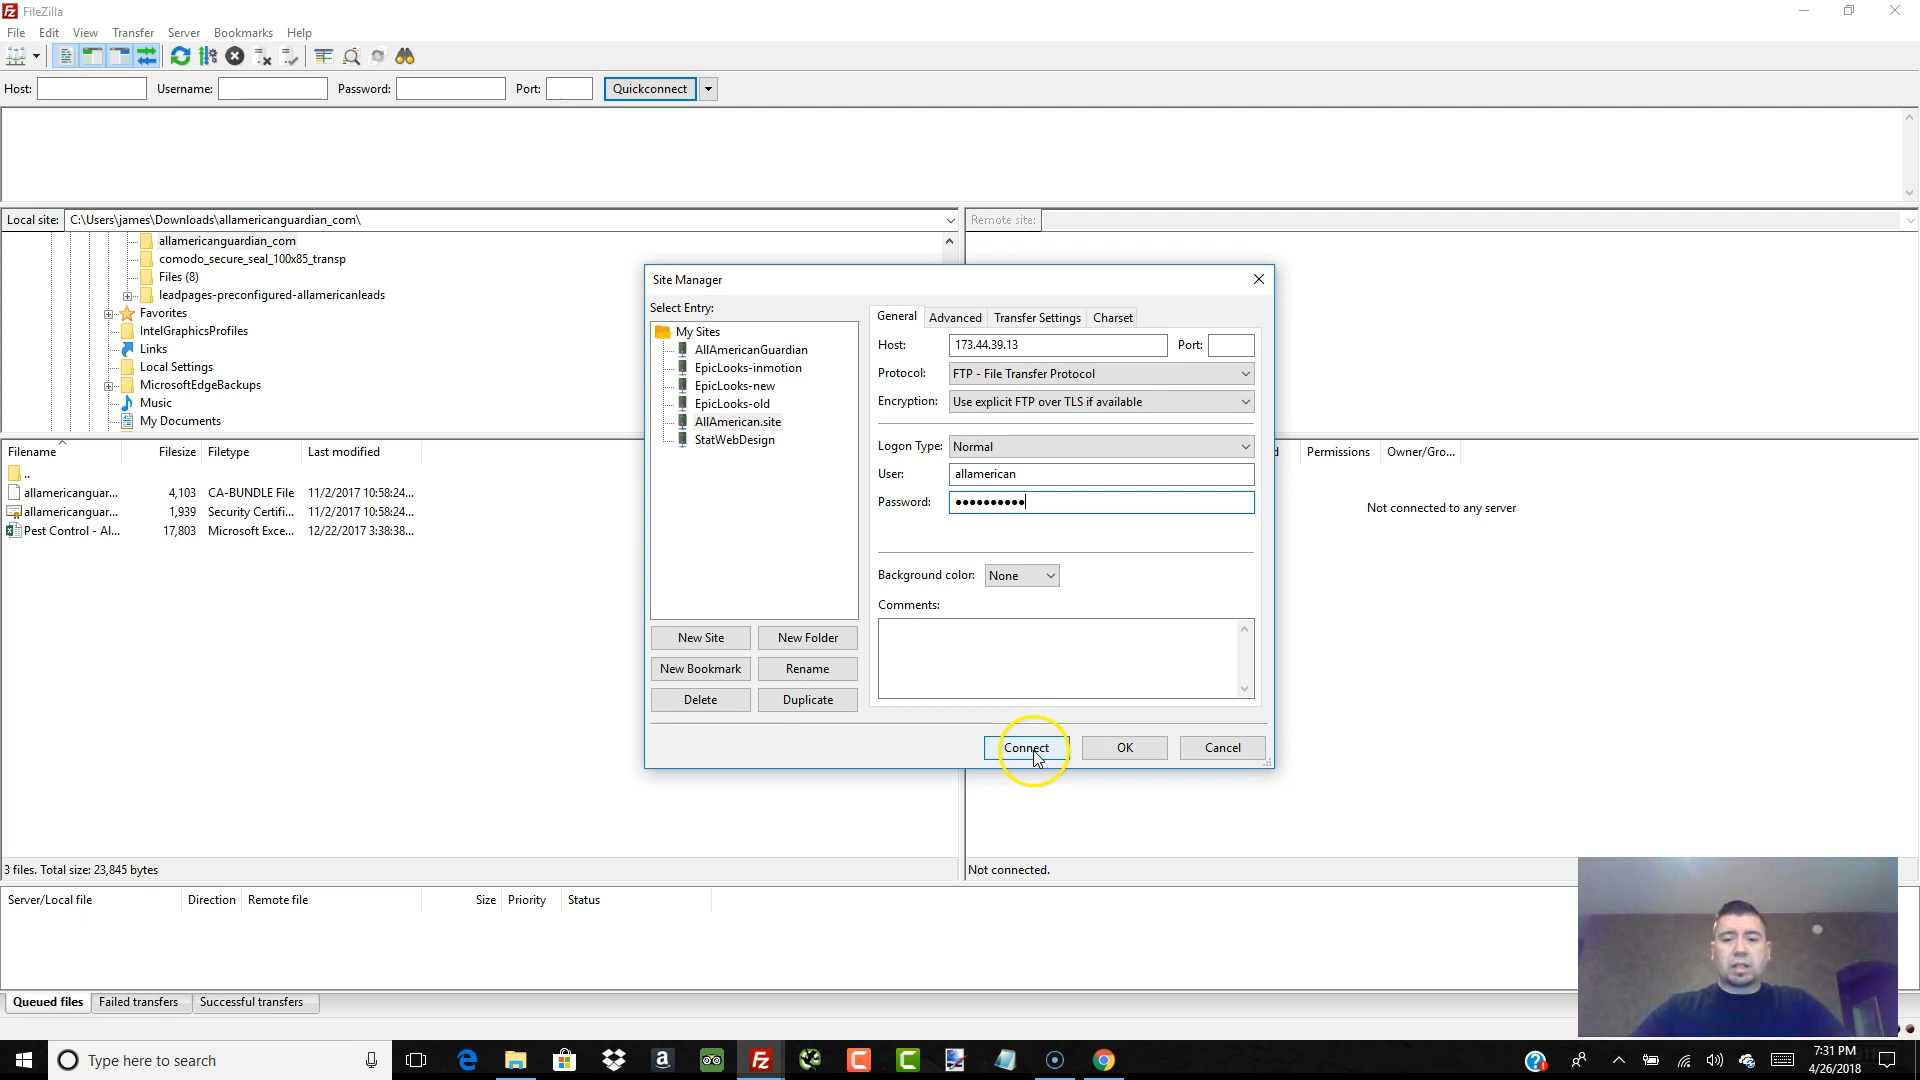 FileZilla
File Edit View Transfer Server Bookmarks Help
Host: Username: Password: Port: Quickconnect
Local site: C:\Users\james\Downloads\allamericanguardian_com\
Remote site:
allamericanguardian_com
comodo_secure_seal_100x85_transp
Files (8)
leadpages-preconfigured-allamericanleads
Favorites
IntelGraphicsProfiles
Links
Local Settings
MicrosoftEdgeBackups
Music
My Documents
Filename Filesize Filetype Last modified
..
allamericanguar... 4,103 CA-BUNDLE File 11/2/2017 10:58:24...
allamericanguar... 1,939 Security Certifi... 11/2/2017 10:58:24...
Pest Control - Al... 17,803 Microsoft Exce... 12/22/2017 3:38:38...
3 files. Total size: 23,845 bytes
Site Manager
Select Entry:
My Sites
AllAmericanGuardian
EpicLooks-inmotion
EpicLooks-new
EpicLooks-old
AllAmerican.site
StatWebDesign
New Site New Folder
New Bookmark Rename
Delete Duplicate
General Advanced Transfer Settings Charset
Host: 173.44.39.13 Port:
Protocol: FTP - File Transfer Protocol
Encryption: Use explicit FTP over TLS if available
Logon Type: Normal
User: allamerican
Password: ••••••••••
Background color: None
Comments:
Connect OK Cancel
d Permissions Owner/Gro...
Not connected to any server
Not connected.
Server/Local file Direction Remote file Size Priority Status
Queued files Failed transfers Successful transfers
Type here to search
7:31 PM
4/26/2018